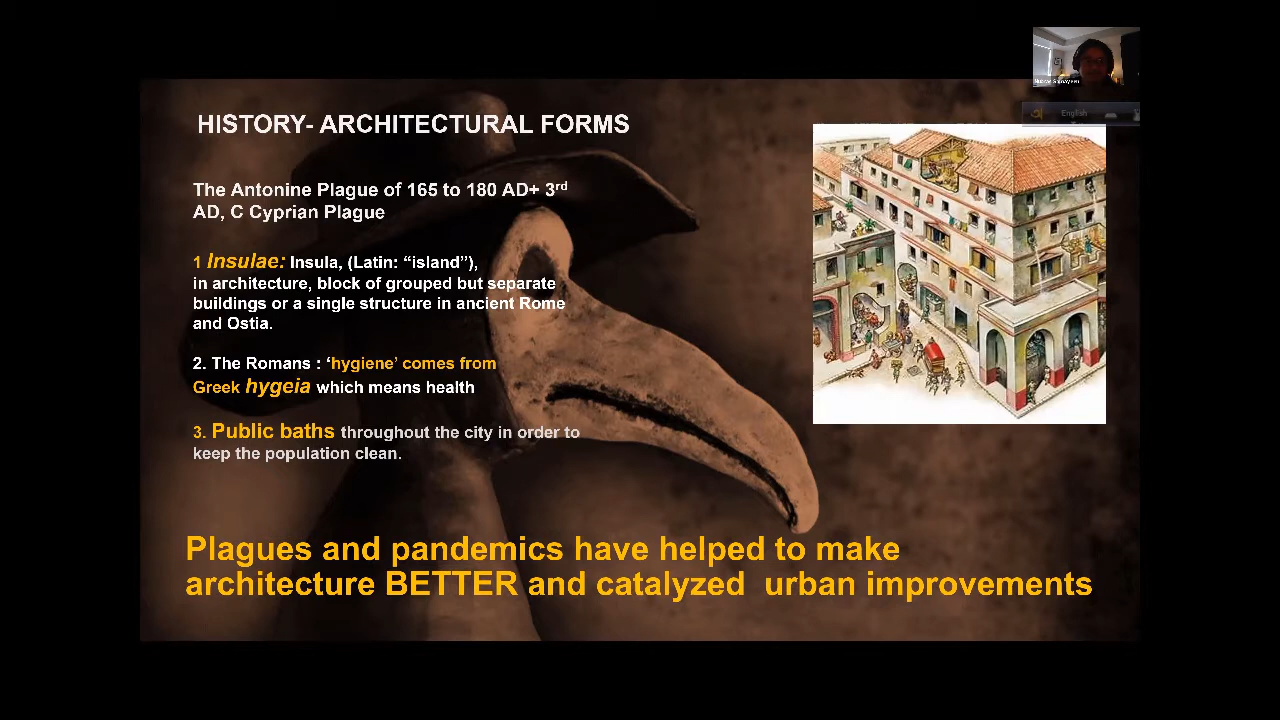 HISTORY- ARCHITECTURAL FORMS
The Antonine Plague of 165 to 180 AD+ 3rd
AD, C Cyprian Plague
1 Insulae: Insula, (Latin: “island”),
in architecture, block of grouped but separate
buildings or a single structure in ancient Rome
and Ostia.
2. The Romans : ‘hygiene’ comes from
Greek hygeia which means health
3. Public baths throughout the city in order to
keep the population clean.
Plagues and pandemics have helped to make
architecture BETTER and catalyzed  urban improvements
English